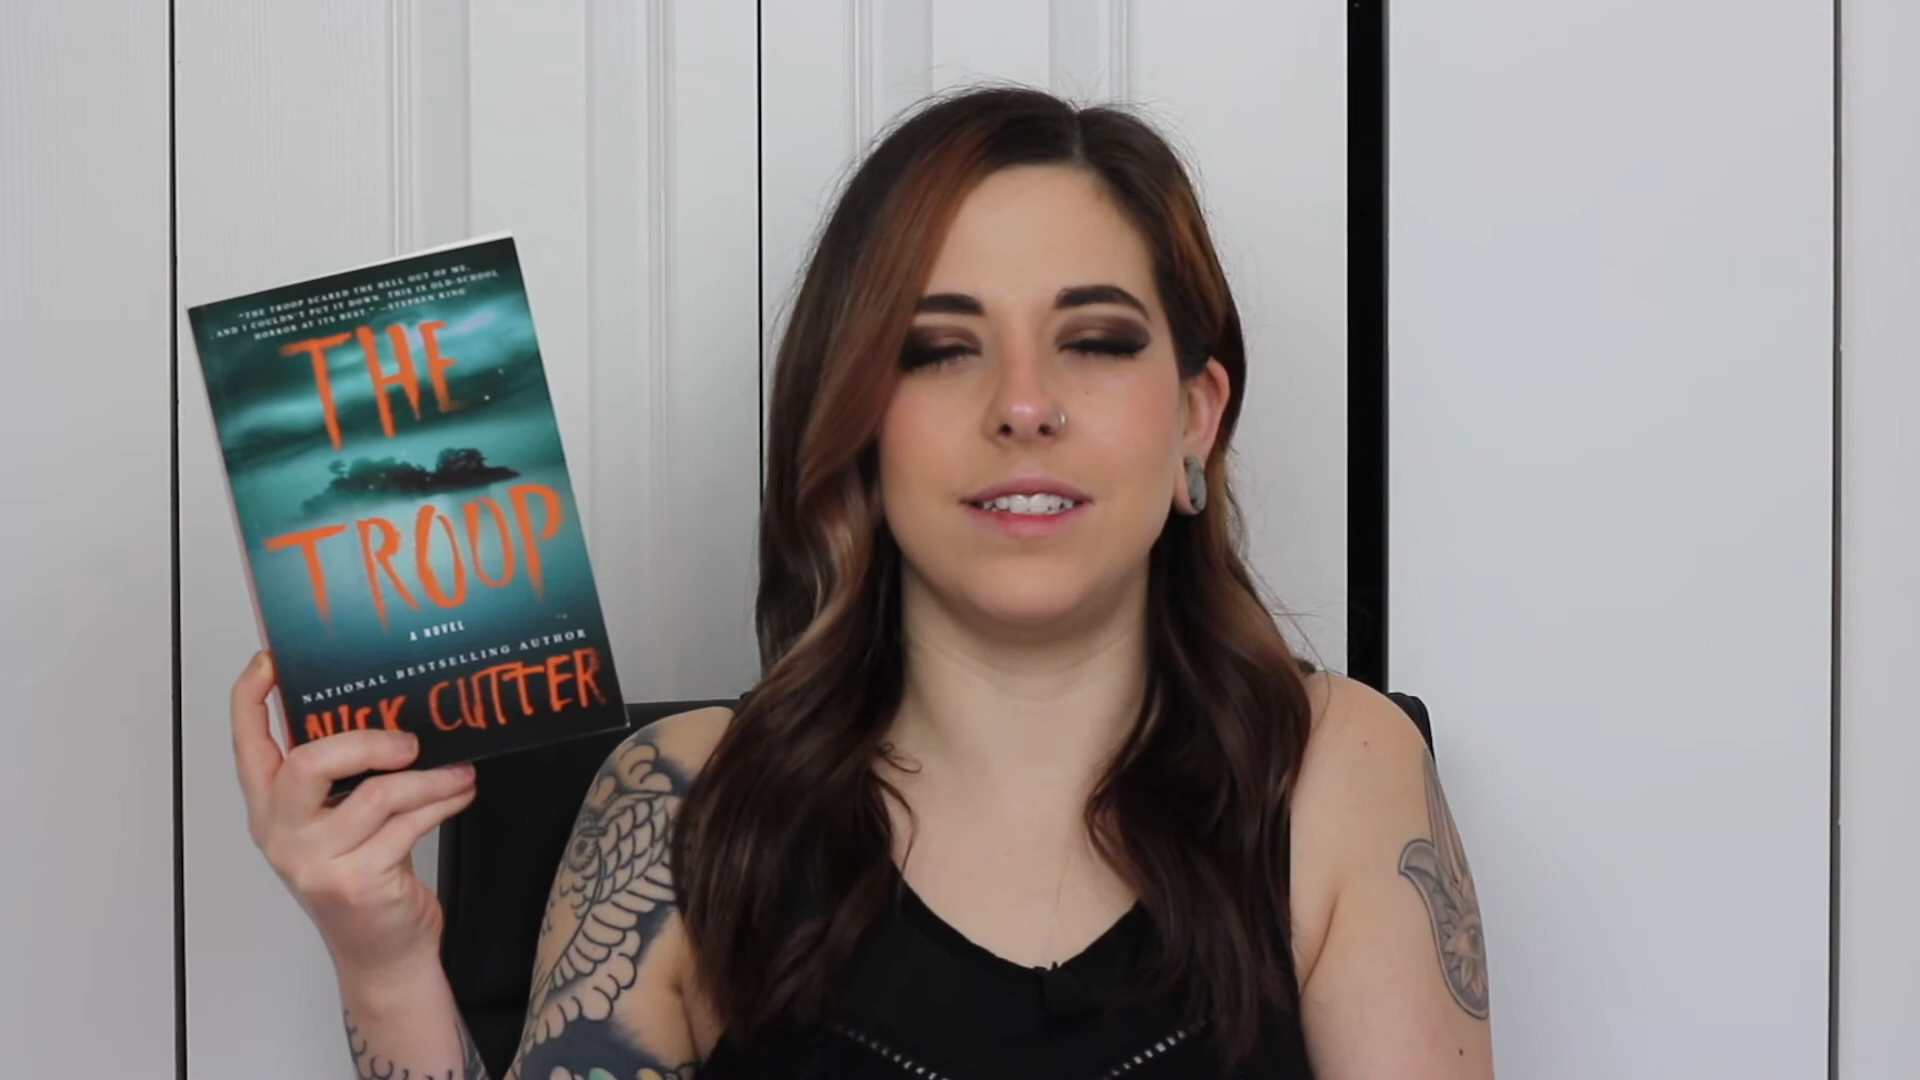 "THE TROOP SCARED THE HELL OUT OF ME,
AND I COULDN'T PUT IT DOWN. THIS IS OLD-SCHOOL
HORROR AT ITS BEST." —STEPHEN KING
THE
TROOP
A NOVEL
NATIONAL BESTSELLING AUTHOR
NICK CUTTER